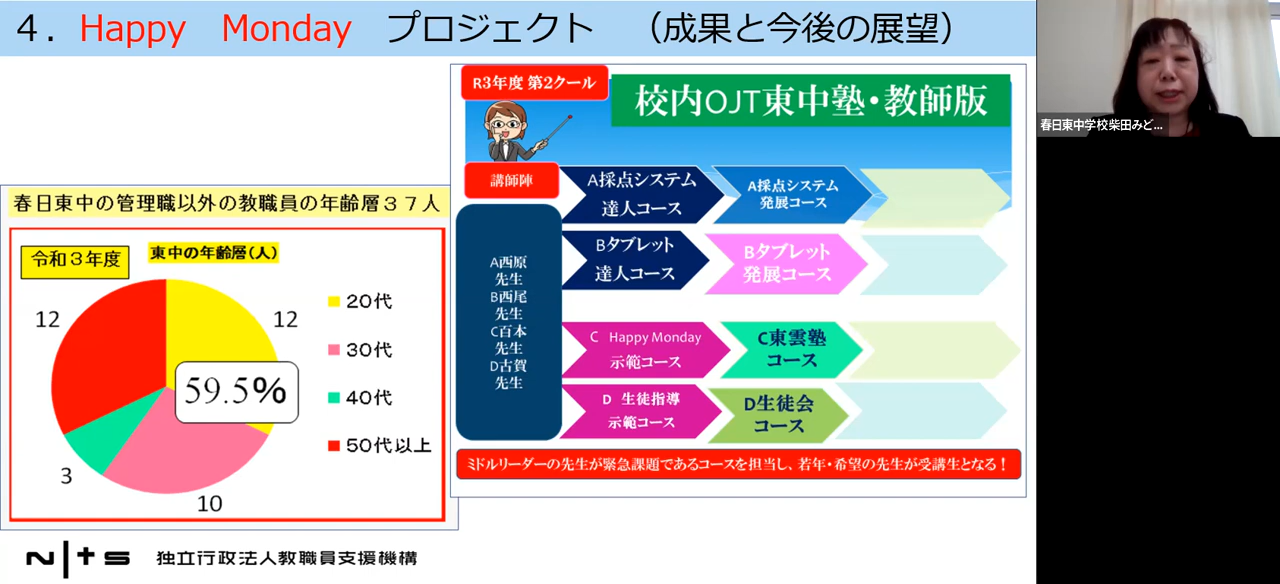 ４．Happy Monday プロジェクト （成果と今後の展望）
春日東中学校柴田みど...
R3年度 第2クール
校内OJT東中塾・教師版
講師陣
A西原
先生
B西尾
先生
C百本
先生
D古賀
先生
A採点システム
達人コース
A採点システム
発展コース
Bタブレット
達人コース
Bタブレット
発展コース
C Happy Monday
示範コース
C東雲塾
コース
D 生徒指導
示範コース
D生徒会
コース
ミドルリーダーの先生が緊急課題であるコースを担当し、若年・希望の先生が受講生となる！
春日東中の管理職以外の教職員の年齢層３７人
令和３年度
東中の年齢層(人)
12
12
59.5%
3
10
20代
30代
40代
50代以上
NITS 独立行政法人教職員支援機構